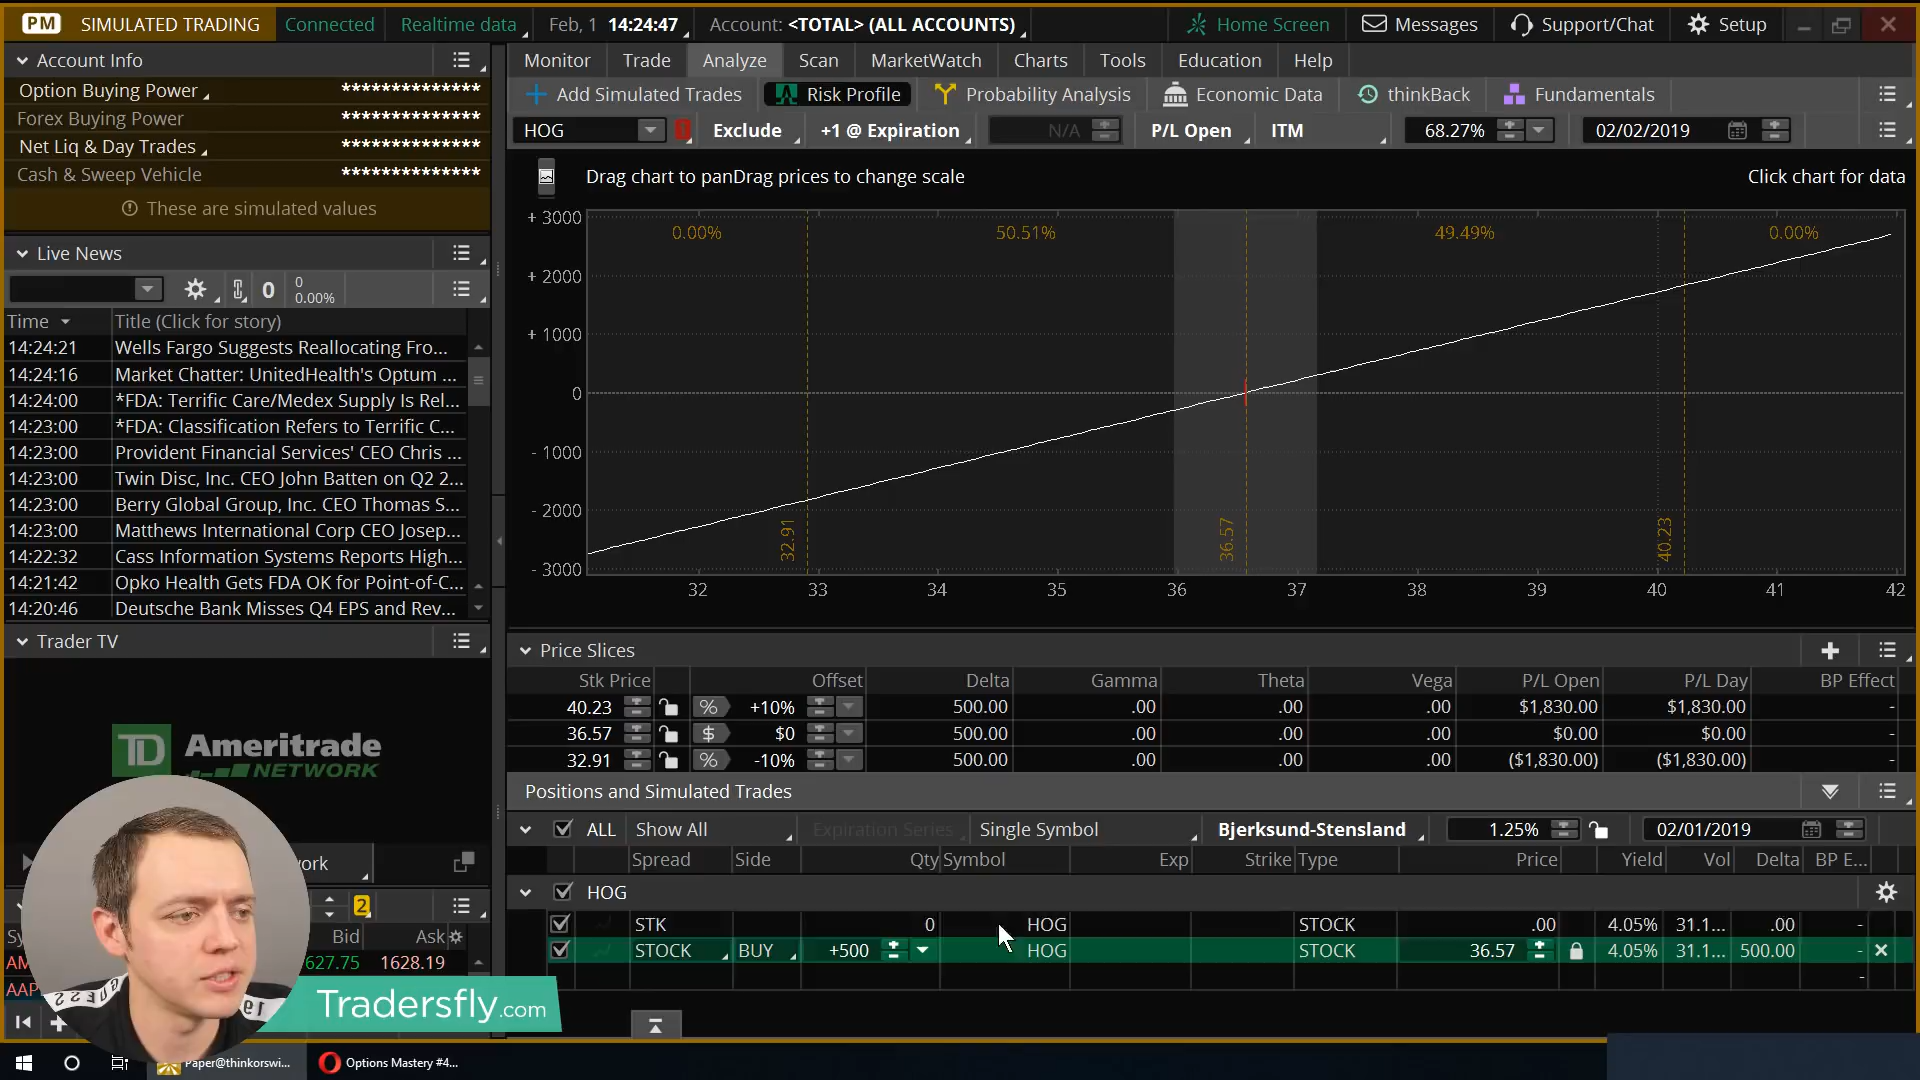 PM SIMULATED TRADING Connected Realtime data Feb, 1 14:24:47 Account: <TOTAL> (ALL ACCOUNTS) Home Screen Messages Support/Chat Setup
Account Info
Option Buying Power **************
Forex Buying Power **************
Net Liq & Day Trades **************
Cash & Sweep Vehicle **************
These are simulated values
Live News
0 0
0.00%
Time Title (Click for story)
14:24:21 Wells Fargo Suggests Reallocating Fro...
14:24:16 Market Chatter: UnitedHealth's Optum ...
14:24:00 *FDA: Terrific Care/Medex Supply Is Rel...
14:23:00 *FDA: Classification Refers to Terrific C...
14:23:00 Provident Financial Services' CEO Chris ...
14:23:00 Twin Disc, Inc. CEO John Batten on Q2 2...
14:23:00 Berry Global Group, Inc. CEO Thomas S...
14:23:00 Matthews International Corp CEO Josep...
14:22:32 Cass Information Systems Reports High...
14:21:42 Opko Health Gets FDA OK for Point-of-C...
14:20:46 Deutsche Bank Misses Q4 EPS and Rev...
Trader TV
TD Ameritrade
NETWORK
ork
2
Sy Bid Ask
AM 627.75 1628.19
AAP
Tradersfly.com
Monitor Trade Analyze Scan MarketWatch Charts Tools Education Help
Add Simulated Trades Risk Profile Probability Analysis Economic Data thinkBack Fundamentals
HOG Exclude +1 @ Expiration N/A P/L Open ITM 68.27% 02/02/2019
Drag chart to panDrag prices to change scale Click chart for data
+ 3000
+ 2000
+ 1000
0
- 1000
- 2000
- 3000
0.00% 50.51% 49.49% 0.00%
32.91 36.57 40.23
32 33 34 35 36 37 38 39 40 41 42
Price Slices
Stk Price Offset Delta Gamma Theta Vega P/L Open P/L Day BP Effect
40.23 % +10% 500.00 .00 .00 .00 $1,830.00 $1,830.00 -
36.57 $ $0 500.00 .00 .00 .00 $0.00 $0.00 -
32.91 % -10% 500.00 .00 .00 .00 ($1,830.00) ($1,830.00) -
Positions and Simulated Trades
ALL Show All Expiration Series Single Symbol Bjerksund-Stensland 1.25% 02/01/2019
Spread Side Qty Symbol Exp Strike Type Price Yield Vol Delta BP E...
HOG
STK 0 HOG STOCK .00 4.05% 31.1... .00 -
STOCK BUY +500 HOG STOCK 36.57 4.05% 31.1... 500.00 -
-
Paper@thinkorswi... Options Mastery #4...